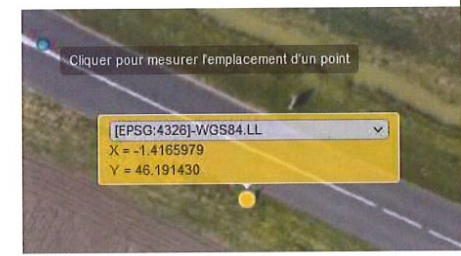 Cliquer pour mesurer l'emplacement d'un point
[EPSG:4326]-WGS84.LL
X = -1.4165979
Y = 46.191430